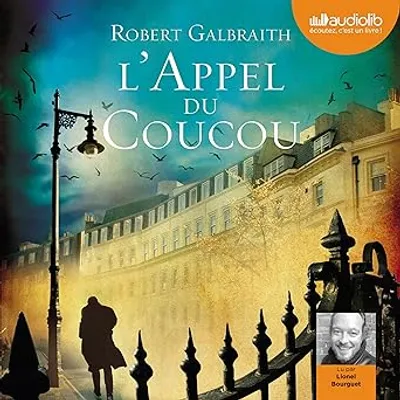 audiolib
écoutez, c'est un livre !
ROBERT GALBRAITH
L'APPEL
DU
COUCOU
Lu par
Lionel
Bourguet